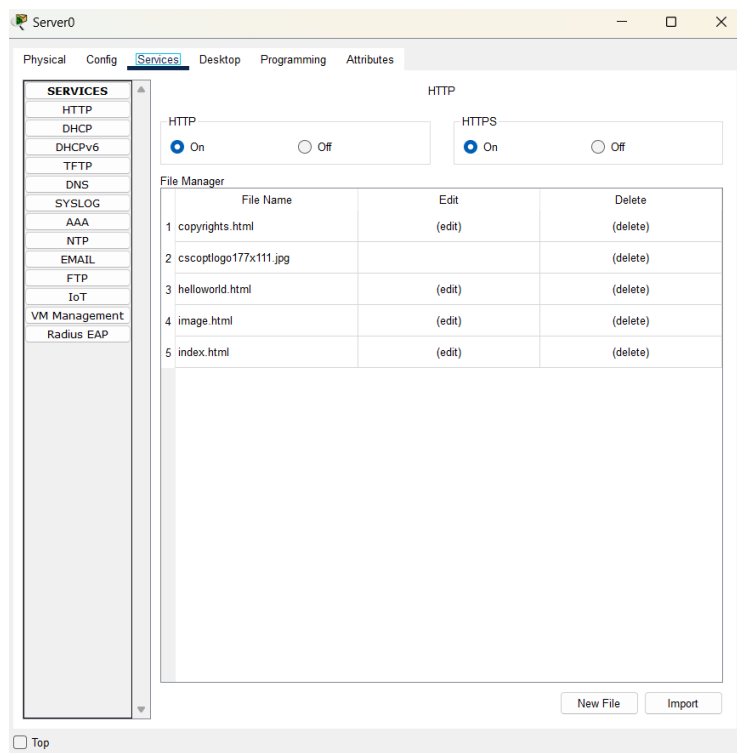 Server0
Physical Config Services Desktop Programming Attributes
SERVICES
HTTP
DHCP
DHCPv6
TFTP
DNS
SYSLOG
AAA
NTP
EMAIL
FTP
IoT
VM Management
Radius EAP
HTTP
HTTP
On Off
HTTPS
On Off
File Manager
File Name Edit Delete
1 copyrights.html (edit) (delete)
2 cscoptlogo177x111.jpg (delete)
3 helloworld.html (edit) (delete)
4 image.html (edit) (delete)
5 index.html (edit) (delete)
New File Import
Top